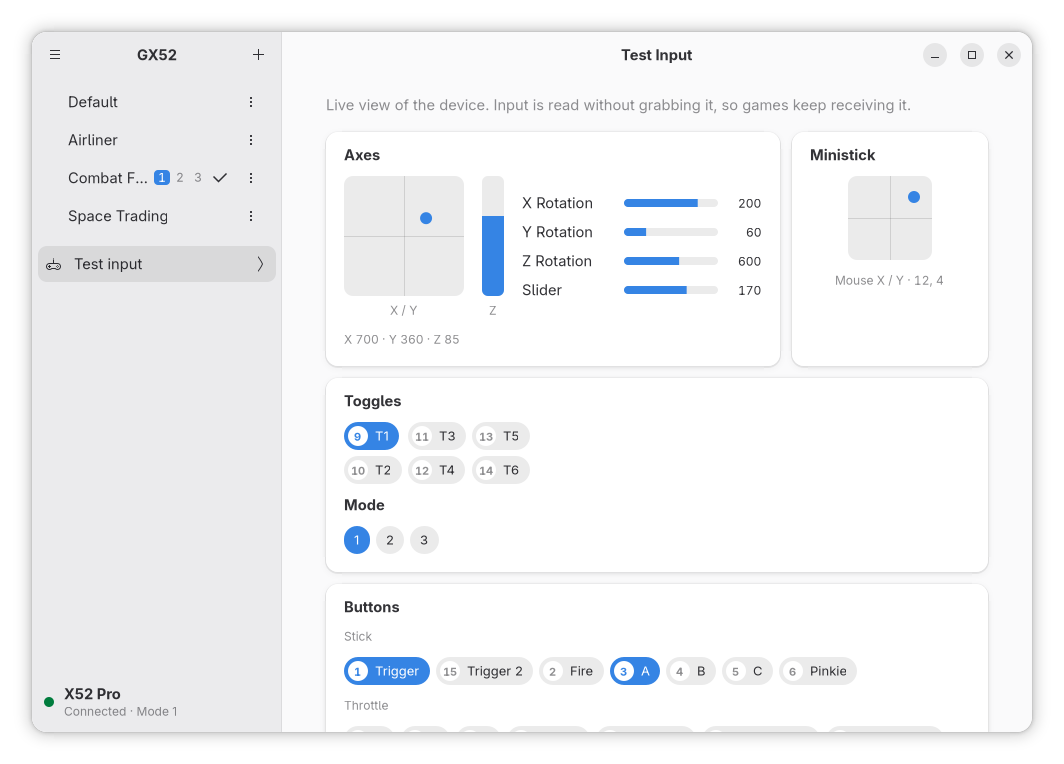 GX52
Default
Airliner
Combat F... 1 2 3
Space Trading
Test input
X52 Pro
Connected · Mode 1
Test Input
Live view of the device. Input is read without grabbing it, so games keep receiving it.
Axes
X / Y
Z
X Rotation 200
Y Rotation 60
Z Rotation 600
Slider 170
X 700 · Y 360 · Z 85
Ministick
Mouse X / Y · 12, 4
Toggles
9 T1 11 T3 13 T5
10 T2 12 T4 14 T6
Mode
1 2 3
Buttons
Stick
1 Trigger 15 Trigger 2 2 Fire 3 A 4 B 5 C 6 Pinkie
Throttle